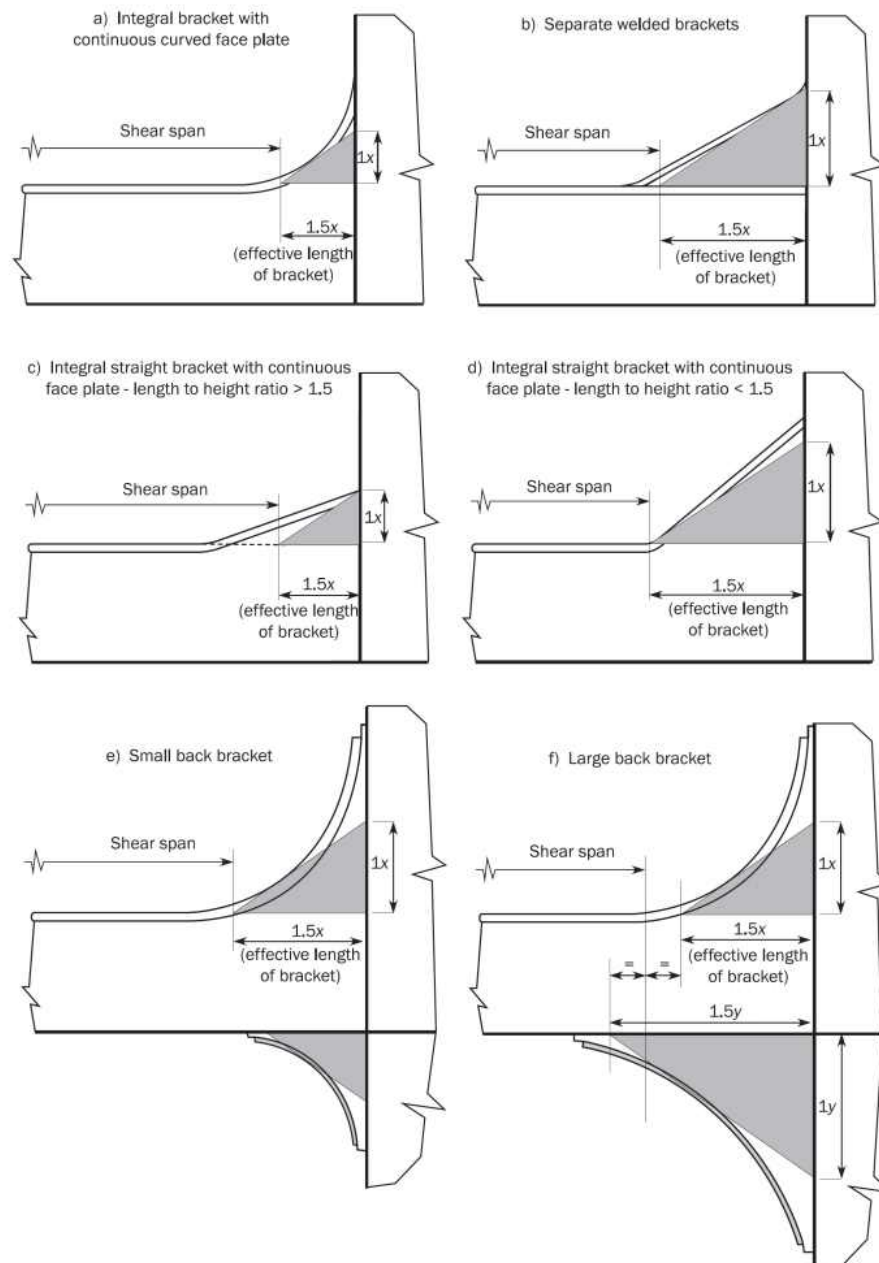 a) Integral bracket with
continuous curved face plate
Shear span
1x
1.5x
(effective length
of bracket)
b) Separate welded brackets
Shear span
1x
1.5x
(effective length
of bracket)
c) Integral straight bracket with continuous
face plate - length to height ratio > 1.5
Shear span
1x
1.5x
(effective length
of bracket)
d) Integral straight bracket with continuous
face plate - length to height ratio < 1.5
Shear span
1x
1.5x
(effective length
of bracket)
e) Small back bracket
Shear span
1x
1.5x
(effective length
of bracket)
f) Large back bracket
Shear span
1x
1.5x
(effective length
of bracket)
= =
1.5y
1y